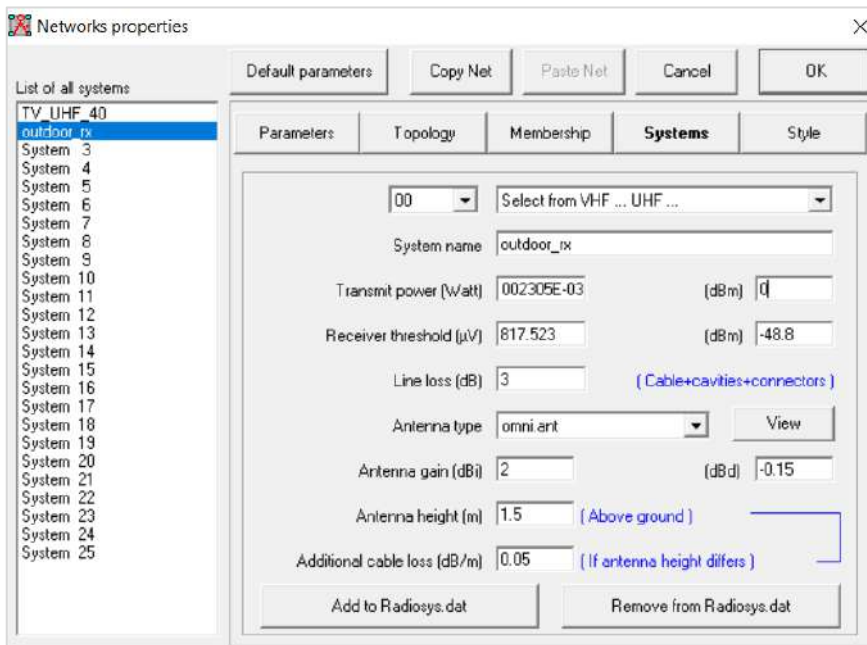 Networks properties
Default parameters Copy Net Paste Net Cancel OK
List of all systems
TV_UHF_40
outdoor_rx
System 3
System 4
System 5
System 6
System 7
System 8
System 9
System 10
System 11
System 12
System 13
System 14
System 15
System 16
System 17
System 18
System 19
System 20
System 21
System 22
System 23
System 24
System 25
Parameters Topology Membership Systems Style
00 Select from VHF ... UHF ...
System name outdoor_rx
Transmit power (Watt) 002305E-03 (dBm) 0
Receiver threshold (µV) 817.523 (dBm) -48.8
Line loss (dB) 3 ( Cable+cavities+connectors )
Antenna type omni.ant View
Antenna gain (dBi) 2 (dBd) -0.15
Antenna height (m) 1.5 ( Above ground )
Additional cable loss (dB/m) 0.05 ( If antenna height differs )
Add to Radiosys.dat Remove from Radiosys.dat